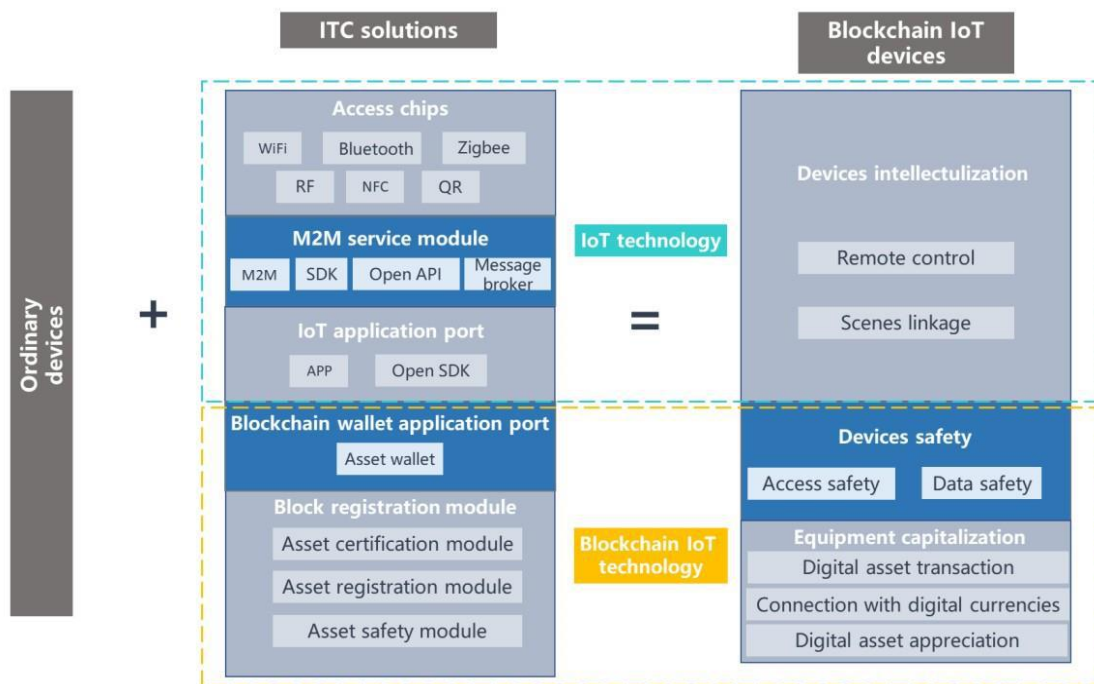 ITC solutions
Blockchain IoT
devices
Ordinary
devices
+
Access chips
WiFi
Bluetooth
Zigbee
RF
NFC
QR
M2M service module
M2M
SDK
Open API
Message
broker
IoT application port
APP
Open SDK
Blockchain wallet application port
Asset wallet
Block registration module
Asset certification module
Asset registration module
Asset safety module
IoT technology
=
Blockchain IoT
technology
Devices intellectulization
Remote control
Scenes linkage
Devices safety
Access safety
Data safety
Equipment capitalization
Digital asset transaction
Connection with digital currencies
Digital asset appreciation